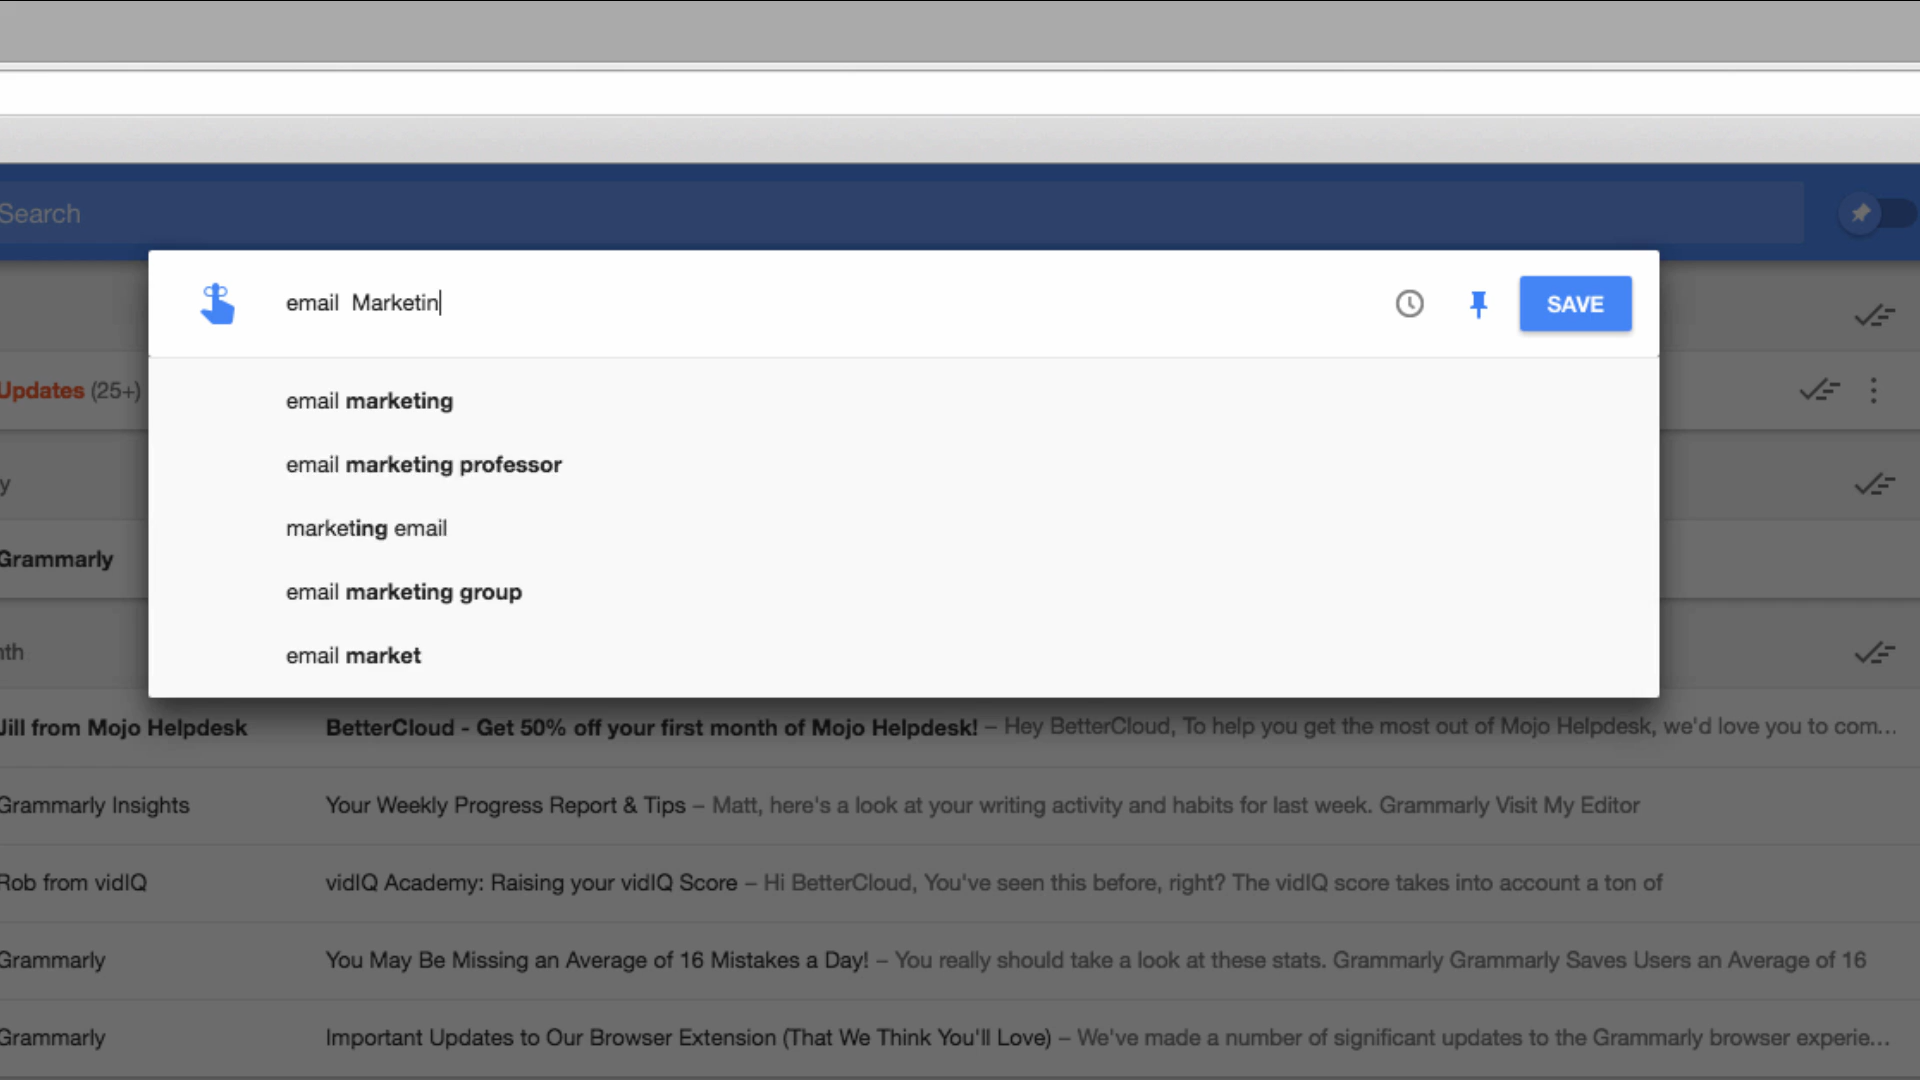 Search
email  Marketin
SAVE
email marketing
Updates (25+)
email marketing professor
y
marketing email
Grammarly
email marketing group
nth
email market
Jill from Mojo Helpdesk BetterCloud - Get 50% off your first month of Mojo Helpdesk! – Hey BetterCloud, To help you get the most out of Mojo Helpdesk, we'd love you to com...
Grammarly Insights Your Weekly Progress Report & Tips – Matt, here's a look at your writing activity and habits for last week. Grammarly Visit My Editor
Rob from vidIQ vidIQ Academy: Raising your vidIQ Score – Hi BetterCloud, You've seen this before, right? The vidIQ score takes into account a ton of
Grammarly You May Be Missing an Average of 16 Mistakes a Day! – You really should take a look at these stats. Grammarly Grammarly Saves Users an Average of 16
Grammarly Important Updates to Our Browser Extension (That We Think You'll Love) – We've made a number of significant updates to the Grammarly browser experie...